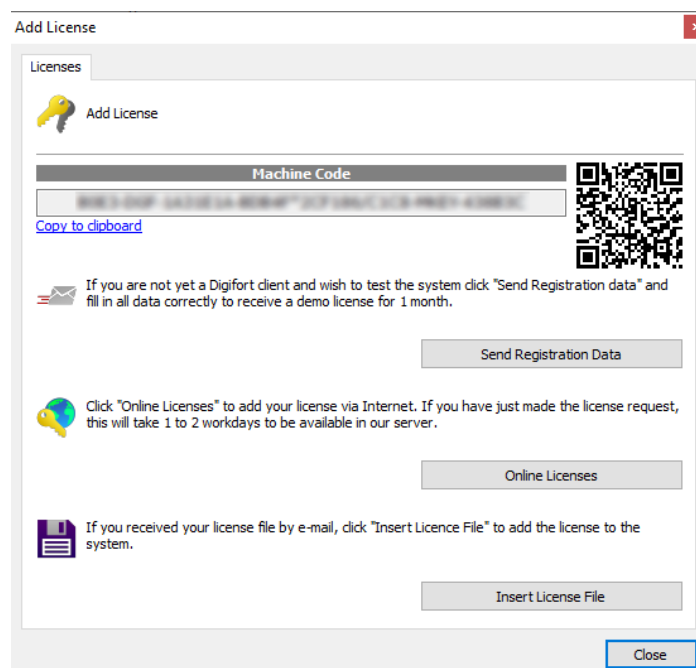 Add License
Licenses
Add License
Machine Code
Copy to clipboard
If you are not yet a Digifort client and wish to test the system click "Send Registration data" and
fill in all data correctly to receive a demo license for 1 month.
Send Registration Data
Click "Online Licenses" to add your license via Internet. If you have just made the license request,
this will take 1 to 2 workdays to be available in our server.
Online Licenses
If you received your license file by e-mail, click "Insert Licence File" to add the license to the
system.
Insert License File
Close